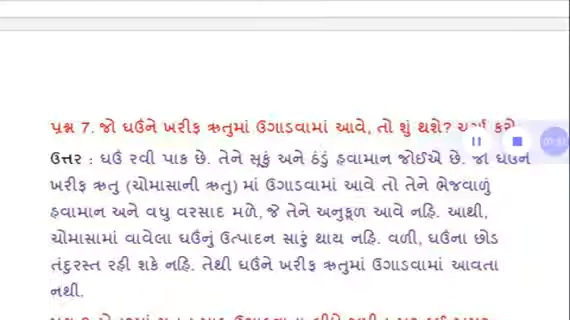 પ્રશ્ન 7. જો ઘઉંને ખરીફ ઋતુમાં ઉગાડવામાં આવે, તો શું થશે? ચર્ચા કરો.
ઉત્તર : ઘઉં રવી પાક છે. તેને સૂકું અને ઠંડું હવામાન જોઈએ છે. જો ઘઉંને
ખરીફ ઋતુ (ચોમાસાની ઋતુ) માં ઉગાડવામાં આવે તો તેને ભેજવાળું
હવામાન અને વધુ વરસાદ મળે, જે તેને અનુકૂળ આવે નહિ. આથી,
ચોમાસામાં વાવેલા ઘઉંનું ઉત્પાદન સારું થાય નહિ. વળી, ઘઉંના છોડ
તંદુરસ્ત રહી શકે નહિ. તેથી ઘઉંને ખરીફ ઋતુમાં ઉગાડવામાં આવતા
નથી.